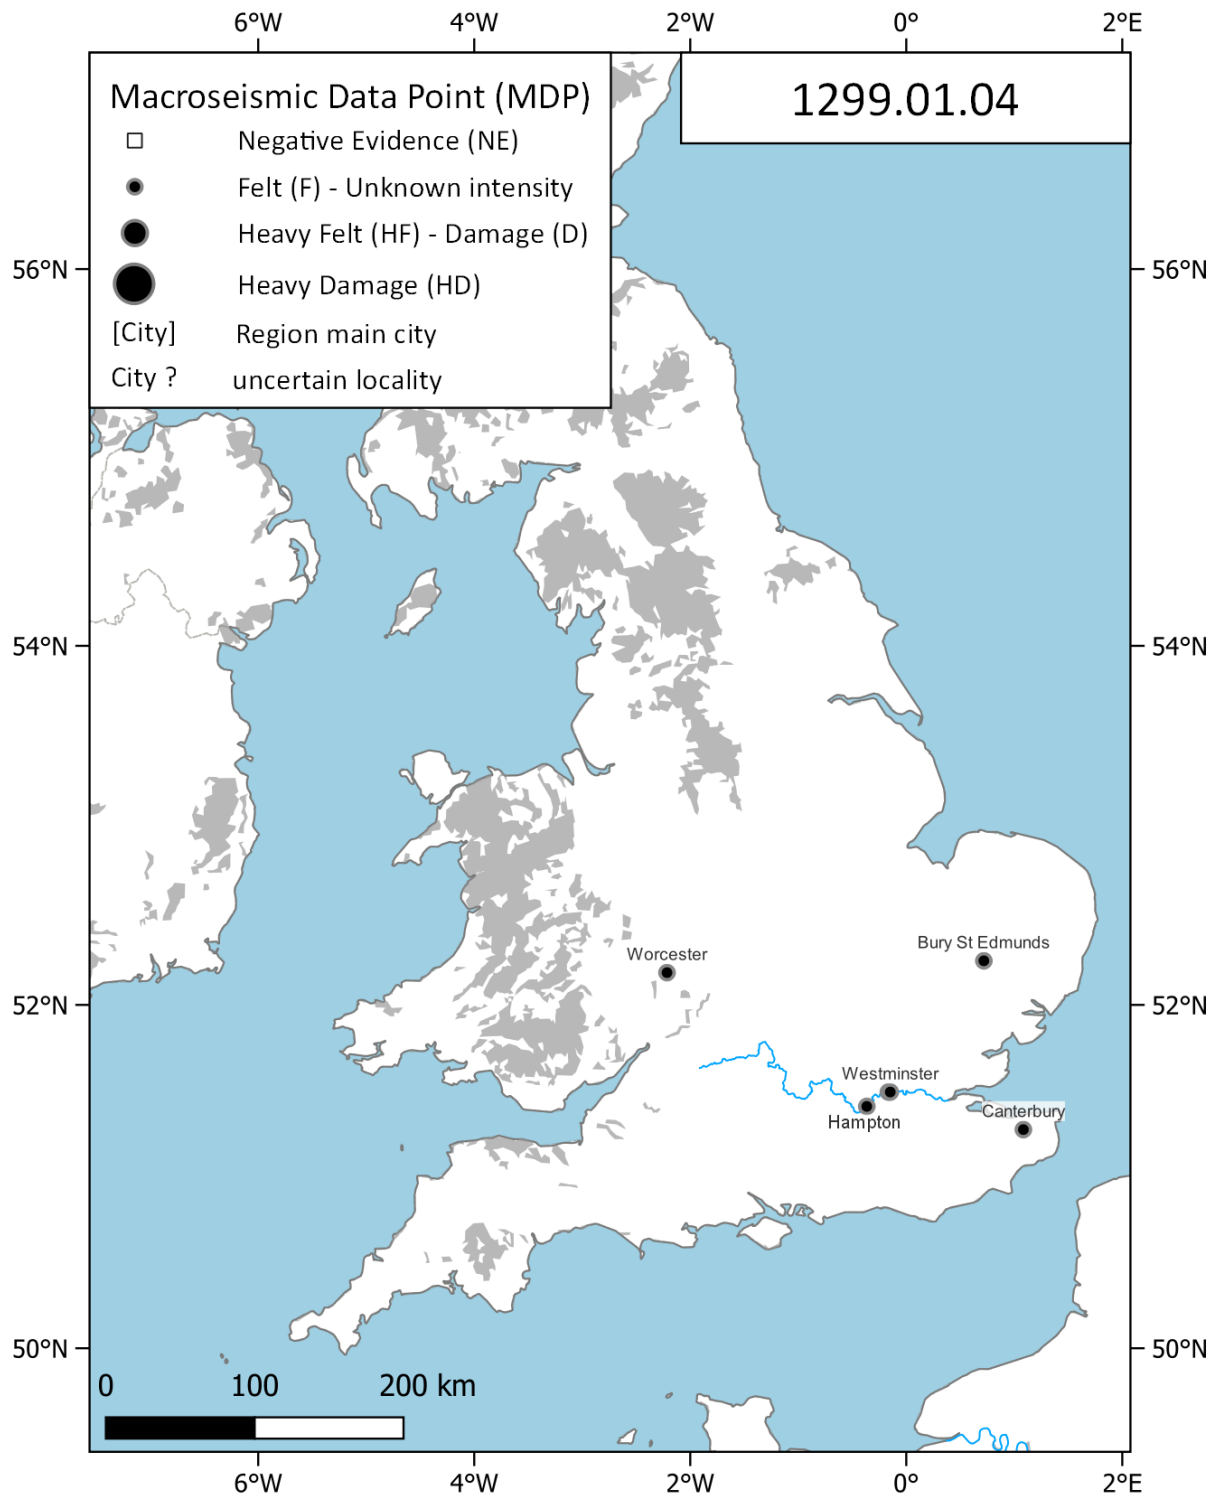 6°W 4°W 2°W 0° 2°E
Macroseismic Data Point (MDP)
1299.01.04
Negative Evidence (NE)
Felt (F) - Unknown intensity
Heavy Felt (HF) - Damage (D)
56°N 56°N
Heavy Damage (HD)
[City] Region main city
City ? uncertain locality
54°N 54°N
Bury St Edmunds
Worcester
52°N 52°N
Westminster
Canterbury
Hampton
50°N 50°N
0 100 200 km
6°W 4°W 2°W 0° 2°E